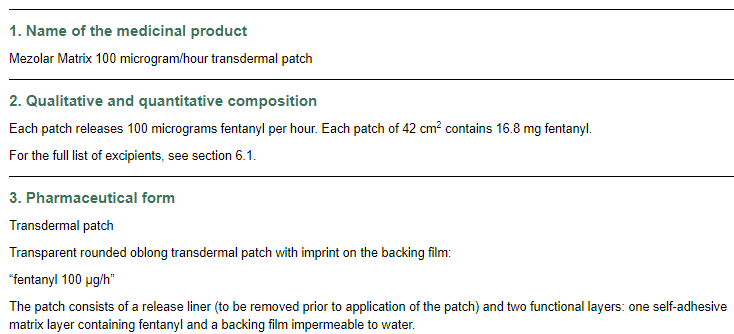 1. Name of the medicinal product
Mezolar Matrix 100 microgram/hour transdermal patch
2. Qualitative and quantitative composition
Each patch releases 100 micrograms fentanyl per hour. Each patch of 42 cm² contains 16.8 mg fentanyl.
For the full list of excipients, see section 6.1.
3. Pharmaceutical form
Transdermal patch
Transparent rounded oblong transdermal patch with imprint on the backing film:
“fentanyl 100 µg/h”
The patch consists of a release liner (to be removed prior to application of the patch) and two functional layers: one self-adhesive
matrix layer containing fentanyl and a backing film impermeable to water.